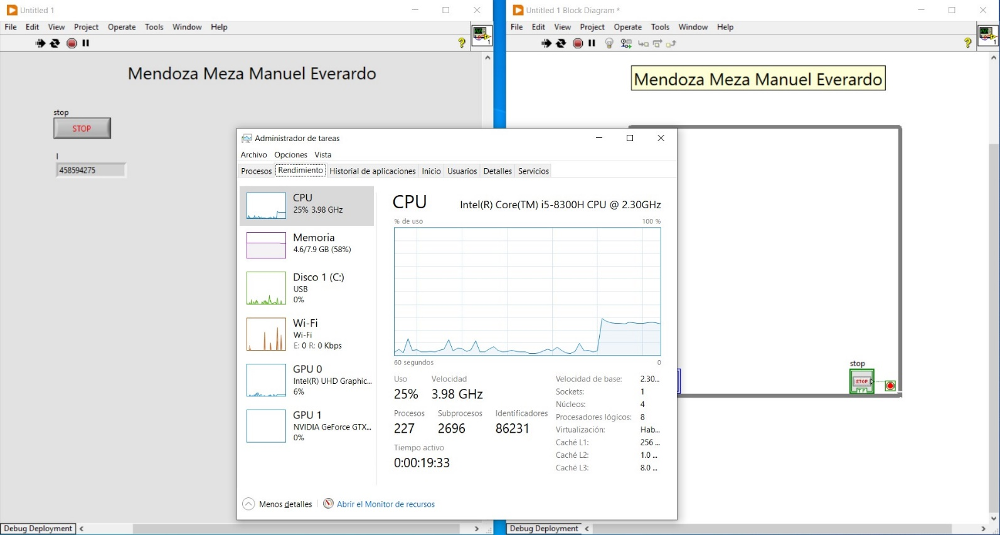 Untitled 1
File Edit View Project Operate Tools Window Help
?
1
Mendoza Meza Manuel Everardo
stop
STOP
I
458594275
Debug Deployment
Untitled 1 Block Diagram *
File Edit View Project Operate Tools Window Help
?
1
Mendoza Meza Manuel Everardo
stop
STOP
TF
Debug Deployment
Administrador de tareas
Archivo Opciones Vista
Procesos Rendimiento Historial de aplicaciones Inicio Usuarios Detalles Servicios
CPU
25% 3.98 GHz
Memoria
4.6/7.9 GB (58%)
Disco 1 (C:)
USB
0%
Wi-Fi
Wi-Fi
E: 0 R: 0 Kbps
GPU 0
Intel(R) UHD Graphic...
6%
GPU 1
NVIDIA GeForce GTX...
0%
CPU Intel(R) Core(TM) i5-8300H CPU @ 2.30GHz
% de uso 100 %
60 segundos 0
Uso Velocidad
25% 3.98 GHz
Procesos Subprocesos Identificadores
227 2696 86231
Tiempo activo
0:00:19:33
Velocidad de base: 2.30...
Sockets: 1
Núcleos: 4
Procesadores lógicos: 8
Virtualización: Hab...
Caché L1: 256 ...
Caché L2: 1.0 ...
Caché L3: 8.0 ...
Menos detalles Abrir el Monitor de recursos